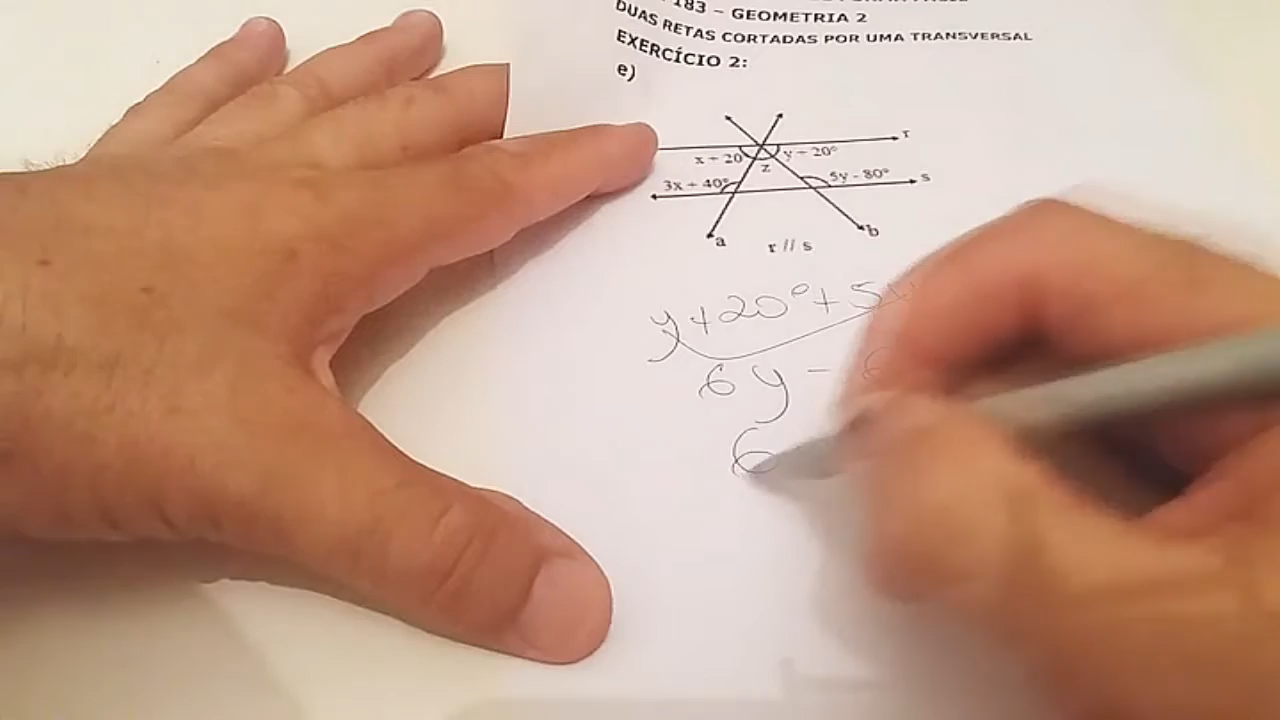 183 – GEOMETRIA 2
DUAS RETAS CORTADAS POR UMA TRANSVERSAL
EXERCÍCIO 2:
e)
r
x + 20 y + 20°
z
3x + 40° 5y - 80° s
a b
r // s
y+20°+5y
6y -
6